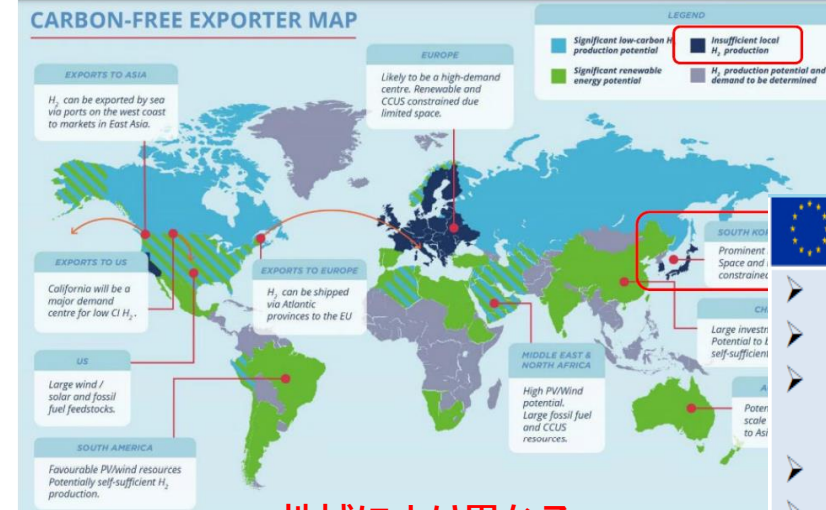 CARBON-FREE EXPORTER MAP
LEGEND
Significant low-carbon H
production potential
Insufficient local
H2 production
Significant renewable
energy potential
H2 production potential and
demand to be determined
EXPORTS TO ASIA
H2 can be exported by sea
via ports on the west coast
to markets in East Asia.
EUROPE
Likely to be a high-demand
centre. Renewable and
CCUS constrained due
limited space.
EXPORTS TO US
California will be a
major demand
centre for low CI H2.
EXPORTS TO EUROPE
H2 can be shipped
via Atlantic
provinces to the EU
SOUTH
Prominent
Space and
constrained
US
Large wind /
solar and fossil
fuel feedstocks.
MIDDLE EAST &
NORTH AFRICA
High PV/Wind
potential.
Large fossil fuel
and CCUS
resources.
Large
Potential to
self-sufficient
scale
SOUTH AMERICA
Favourable PV/wind resources
Potentially self-sufficient H2
production.